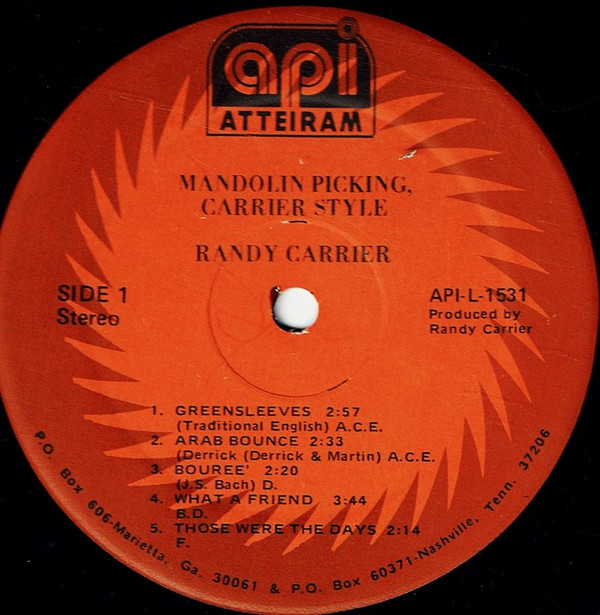 api
ATTEIRAM
MANDOLIN PICKING,
CARRIER STYLE
RANDY CARRIER
SIDE 1
Stereo
API-L-1531
Produced by
Randy Carrier
1. GREENSLEEVES 2:57
(Traditional English) A.C.E.
2. ARAB BOUNCE 2:33
(Derrick (Derrick & Martin) A.C.E.
3. BOUREE' 2:20
(J.S. Bach) D.
4. WHAT A FRIEND 3:44
B.D.
5. THOSE WERE THE DAYS 2:14
F.
P.O. Box 606-Marietta, Ga. 30061 & P.O. Box 60371-Nashville, Tenn. 37206